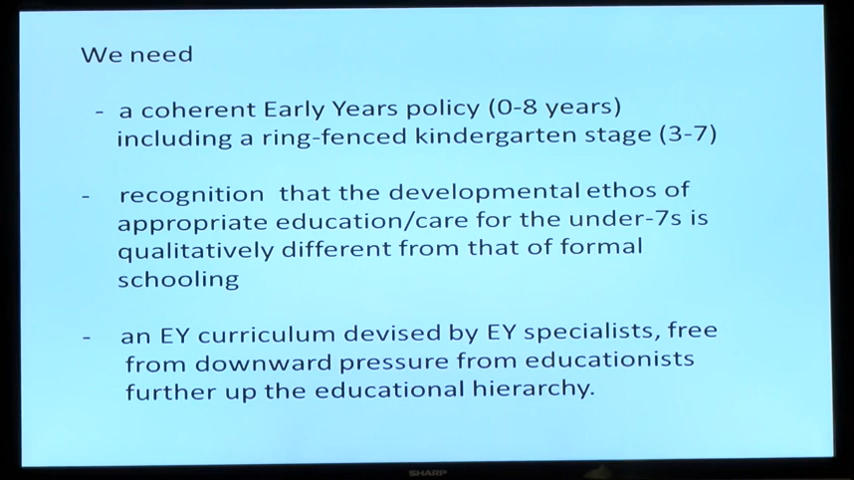 We need
- a coherent Early Years policy (0-8 years)
including a ring-fenced kindergarten stage (3-7)
- recognition that the developmental ethos of
appropriate education/care for the under-7s is
qualitatively different from that of formal
schooling
- an EY curriculum devised by EY specialists, free
from downward pressure from educationists
further up the educational hierarchy.
SHARP